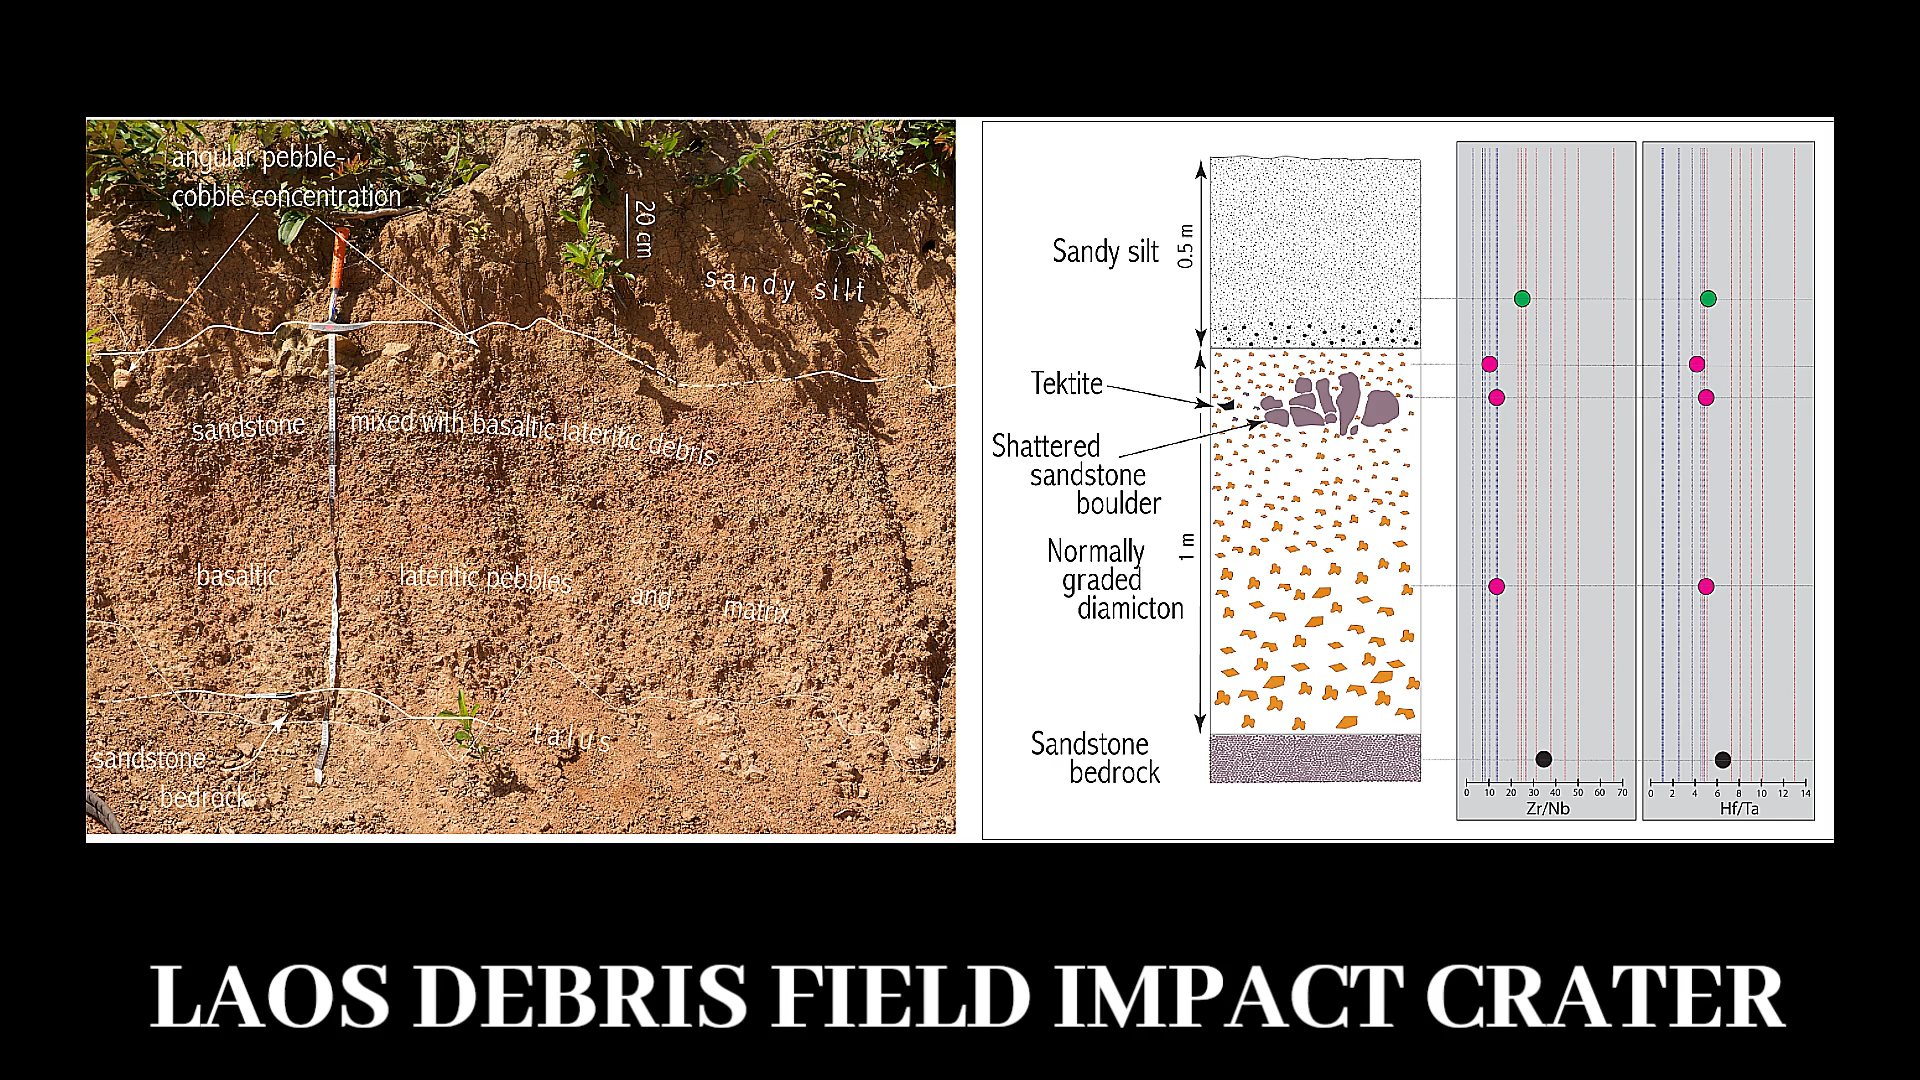 angular pebble-
cobble concentration
20 cm
sandy silt
sandstone mixed with basaltic lateritic debris
basaltic lateritic pebbles and matrix
talus
sandstone
bedrock
Sandy silt
0.5 m
Tektite
Shattered
sandstone
boulder
1 m
Normally
graded
diamicton
Sandstone
bedrock
0 10 20 30 40 50 60 70
Zr/Nb
0 2 4 6 8 10 12 14
Hf/Ta
LAOS DEBRIS FIELD IMPACT CRATER